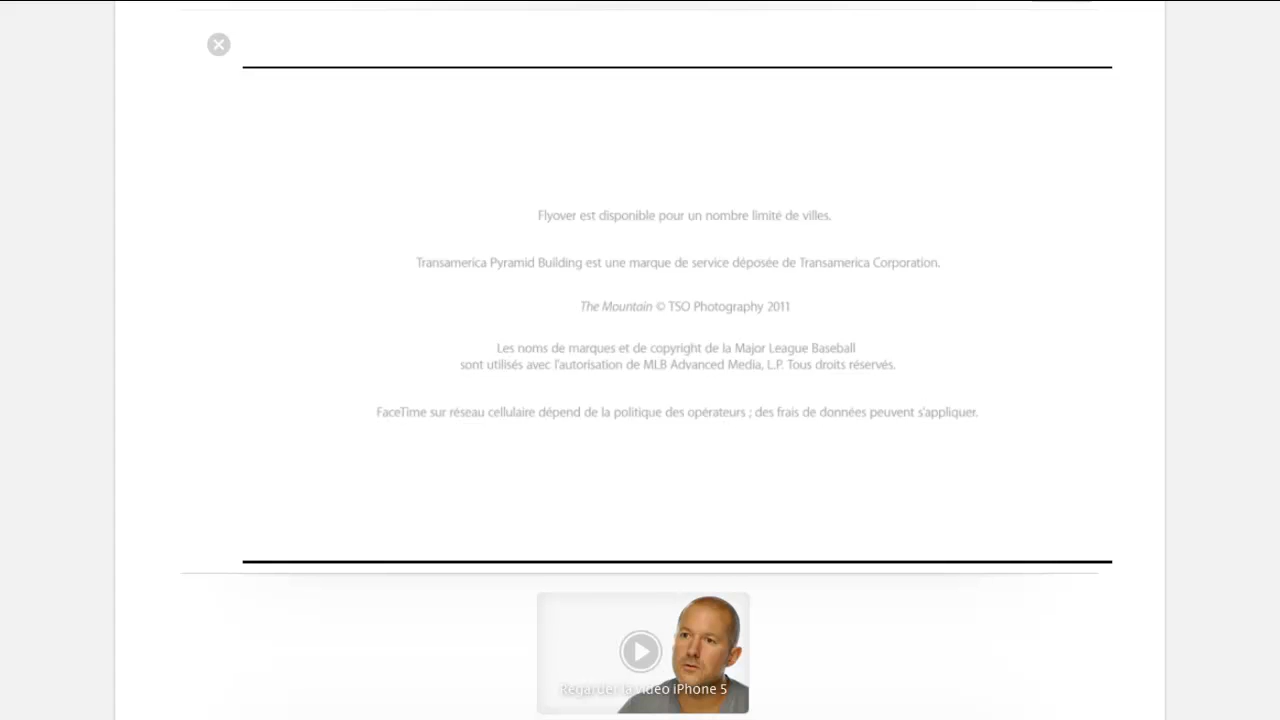 Flyover est disponible pour un nombre limité de villes.
Transamerica Pyramid Building est une marque de service déposée de Transamerica Corporation.
The Mountain © TSO Photography 2011
Les noms de marques et de copyright de la Major League Baseball
sont utilisés avec l'autorisation de MLB Advanced Media, L.P. Tous droits réservés.
FaceTime sur réseau cellulaire dépend de la politique des opérateurs ; des frais de données peuvent s'appliquer.
Regarder la vidéo iPhone 5